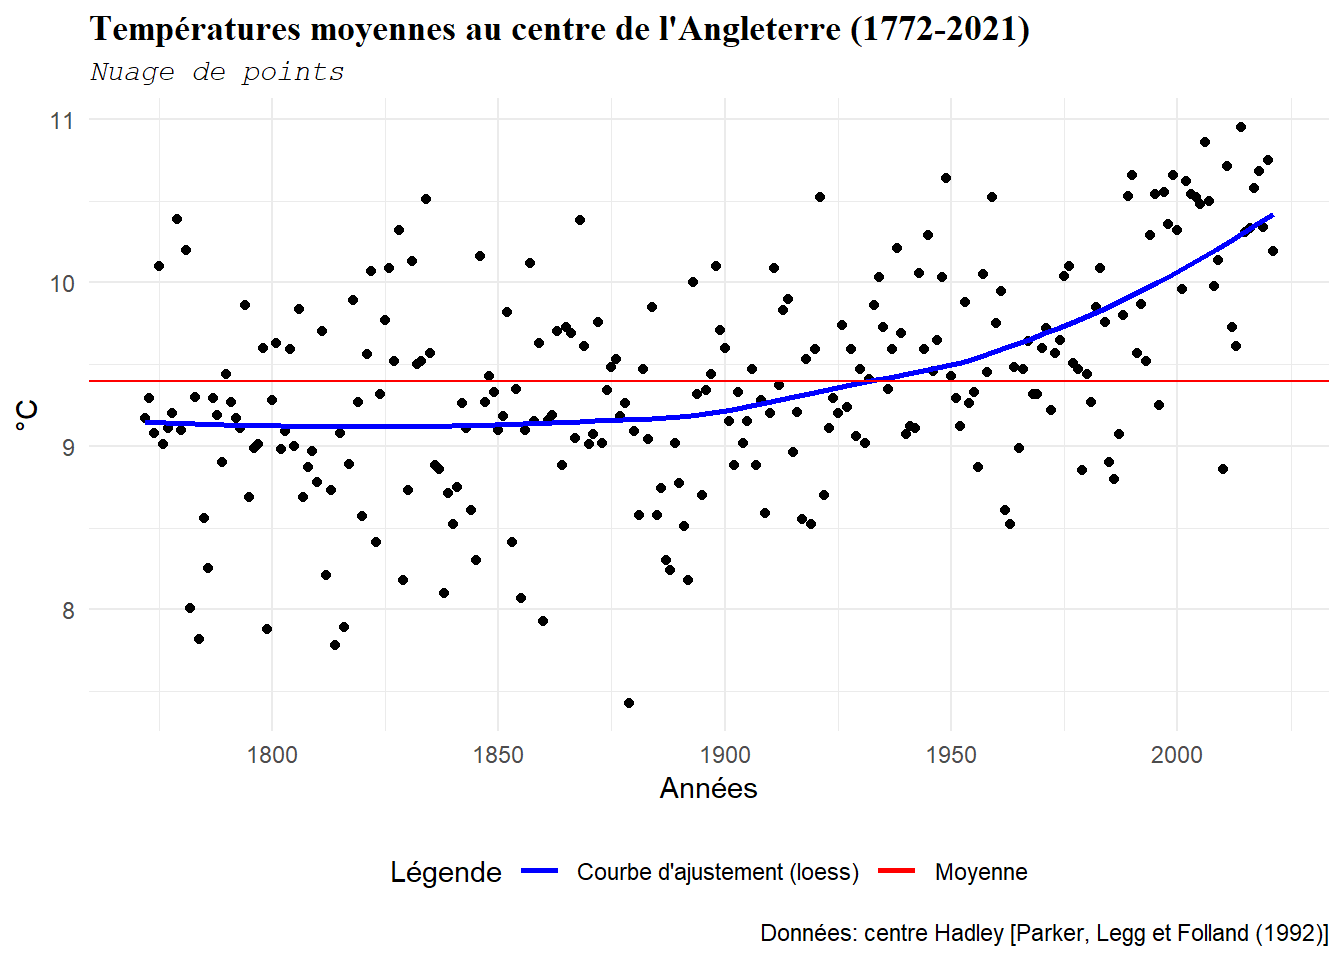 Températures moyennes au centre de l'Angleterre (1772-2021)
Nuage de points
11
10
9
8
°C
1800 1850 1900 1950 2000
Années
Légende Courbe d'ajustement (loess) Moyenne
Données: centre Hadley [Parker, Legg et Folland (1992)]